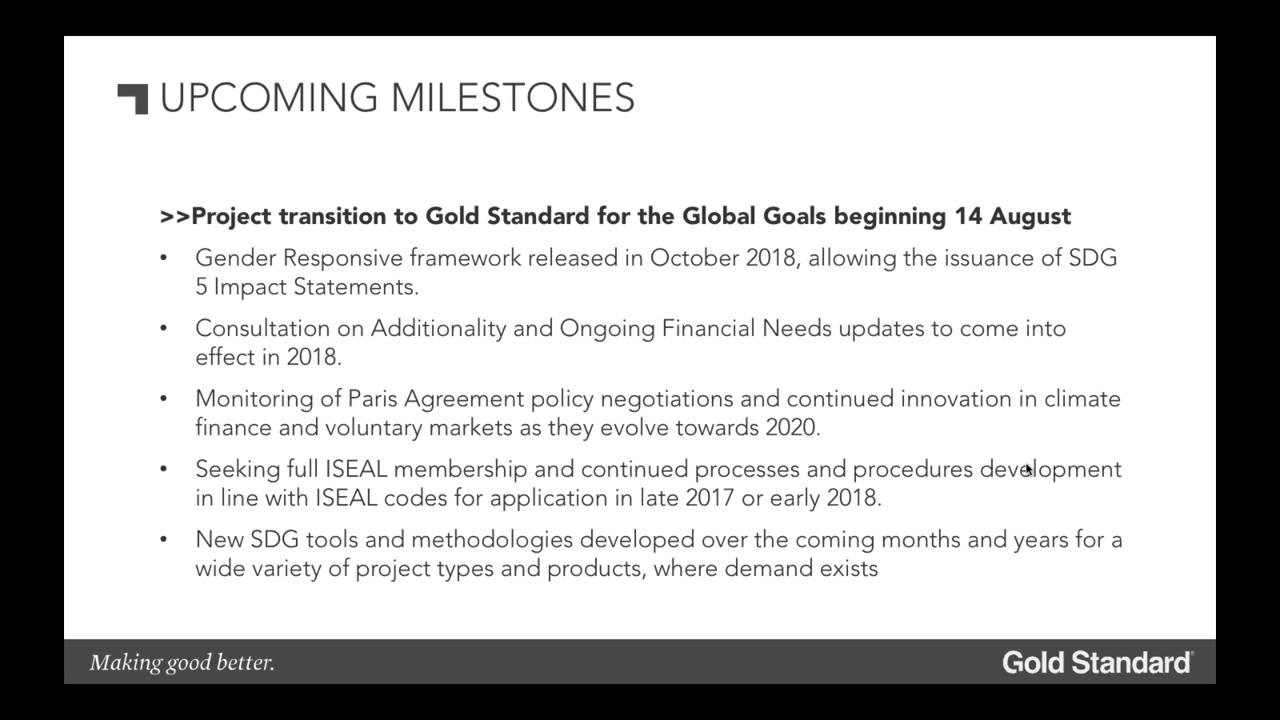 UPCOMING MILESTONES
>>Project transition to Gold Standard for the Global Goals beginning 14 August
• Gender Responsive framework released in October 2018, allowing the issuance of SDG
5 Impact Statements.
• Consultation on Additionality and Ongoing Financial Needs updates to come into
effect in 2018.
• Monitoring of Paris Agreement policy negotiations and continued innovation in climate
finance and voluntary markets as they evolve towards 2020.
• Seeking full ISEAL membership and continued processes and procedures development
in line with ISEAL codes for application in late 2017 or early 2018.
• New SDG tools and methodologies developed over the coming months and years for a
wide variety of project types and products, where demand exists
Making good better.
Gold Standard®